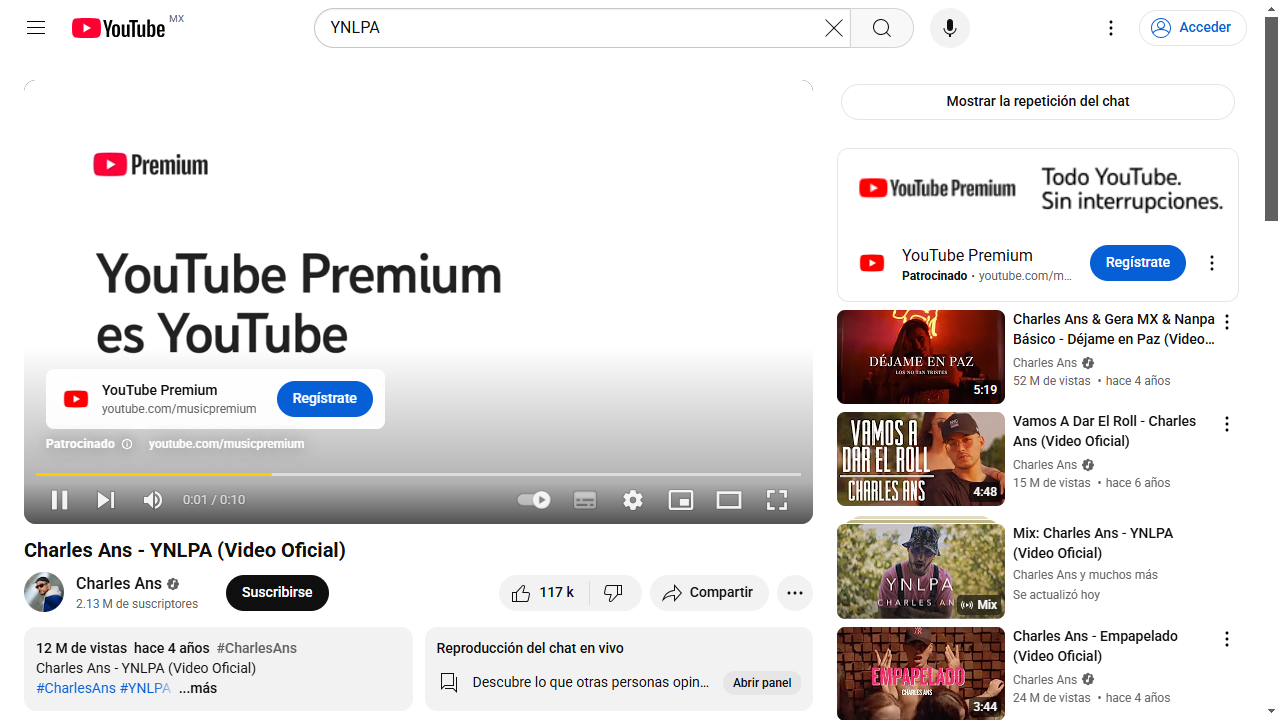 YouTube MX
YNLPA
Acceder
Premium
YouTube Premium
es YouTube
YouTube Premium
youtube.com/musicpremium
Regístrate
Patrocinado youtube.com/musicpremium
0:01 / 0:10
Charles Ans - YNLPA (Video Oficial)
Charles Ans
2.13 M de suscriptores
Suscribirse
117 k
Compartir
12 M de vistas hace 4 años #CharlesAns
Charles Ans - YNLPA (Video Oficial)
#CharlesAns #YNLPA ...más
Reproducción del chat en vivo
Descubre lo que otras personas opin...
Abrir panel
Mostrar la repetición del chat
YouTube Premium
Todo YouTube.
Sin interrupciones.
YouTube Premium
Patrocinado · youtube.com/m...
Regístrate
DÉJAME EN PAZ
LOS NO TAN TRISTES
5:19
Charles Ans & Gera MX & Nanpa
Básico - Déjame en Paz (Video...
Charles Ans
52 M de vistas • hace 4 años
VAMOS A
DAR EL ROLL
CHARLES ANS
4:48
Vamos A Dar El Roll - Charles
Ans (Video Oficial)
Charles Ans
15 M de vistas • hace 6 años
YNLPA
CHARLES AN
Mix
Mix: Charles Ans - YNLPA
(Video Oficial)
Charles Ans y muchos más
Se actualizó hoy
EMPAPELADO
CHARLES ANS
3:44
Charles Ans - Empapelado
(Video Oficial)
Charles Ans
24 M de vistas • hace 4 años